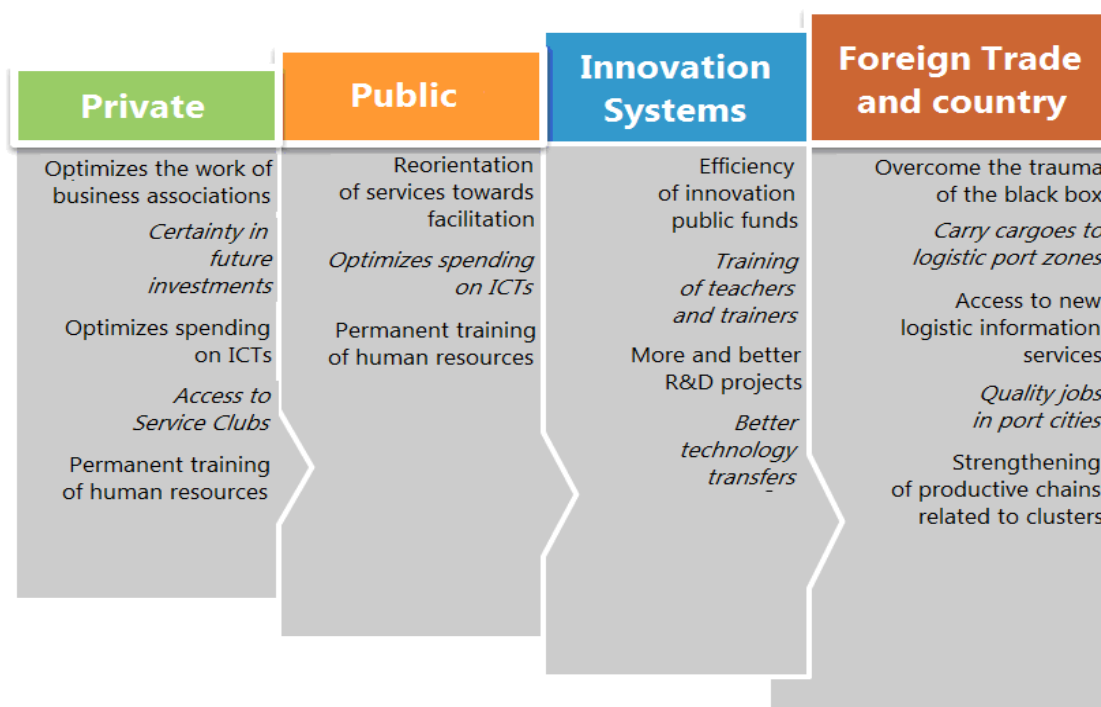 Private
Optimizes the work of
business associations
Certainty in
future
investments
Optimizes spending
on ICTs
Access to
Service Clubs
Permanent training
of human resources
Public
Reorientation
of services towards
facilitation
Optimizes spending
on ICTs
Permanent training
of human resources
Innovation
Systems
Efficiency
of innovation
public funds
Training
of teachers
and trainers
More and better
R&D projects
Better
technology
transfers
Foreign Trade
and country
Overcome the trauma
of the black box
Carry cargoes to
logistic port zones
Access to new
logistic information
services
Quality jobs
in port cities
Strengthening
of productive chains
related to clusters